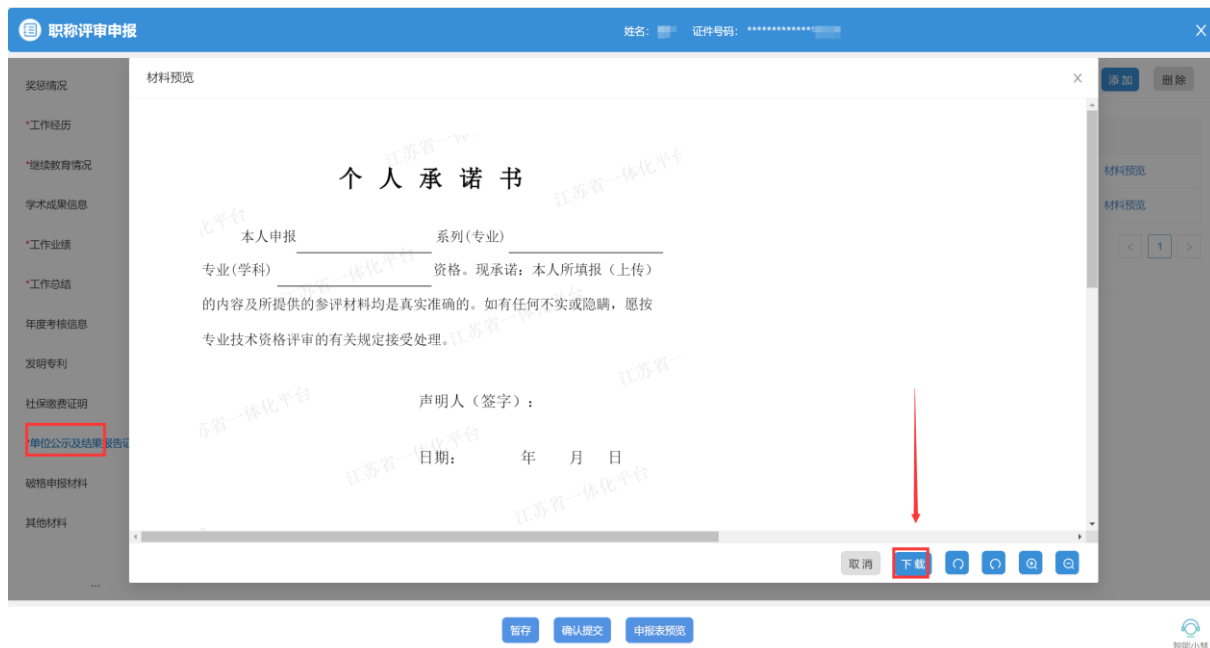 职称评审申报
姓名： 证件号码：*************
奖惩情况
*工作经历
*继续教育情况
学术成果信息
*工作业绩
*工作总结
年度考核信息
发明专利
社保缴费证明
*单位公示及结果报告证
破格申报材料
其他材料
...
添加 删除
材料预览
材料预览
< 1 >
材料预览
个人承诺书
本人申报 系列(专业)
专业(学科) 资格。现承诺：本人所填报（上传）
的内容及所提供的参评材料均是真实准确的。如有任何不实或隐瞒，愿按
专业技术资格评审的有关规定接受处理。
声明人（签字）：
日期： 年 月 日
江苏省一体化平台
取消 下载
暂存 确认提交 申报表预览